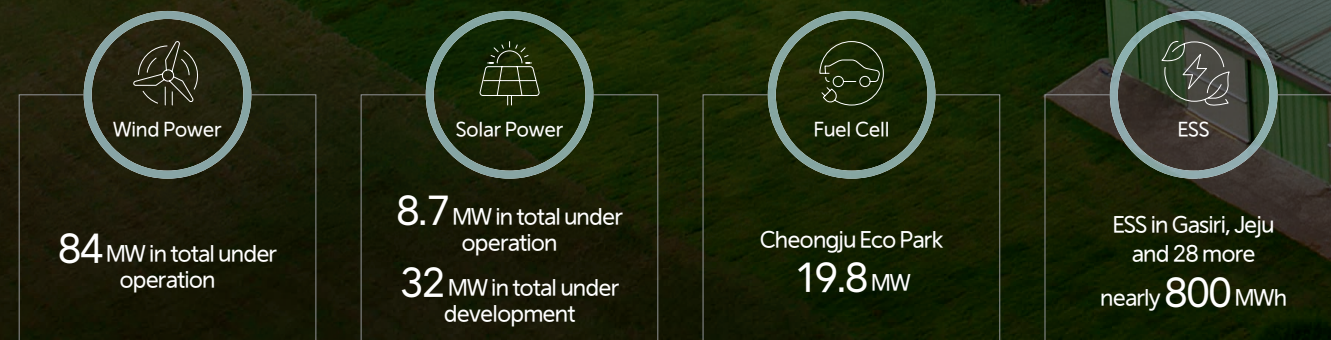 Wind Power
84 MW in total under
operation
Solar Power
8.7 MW in total under
operation
32 MW in total under
development
Fuel Cell
Cheongju Eco Park
19.8 MW
ESS
ESS in Gasiri, Jeju
and 28 more
nearly 800 MWh